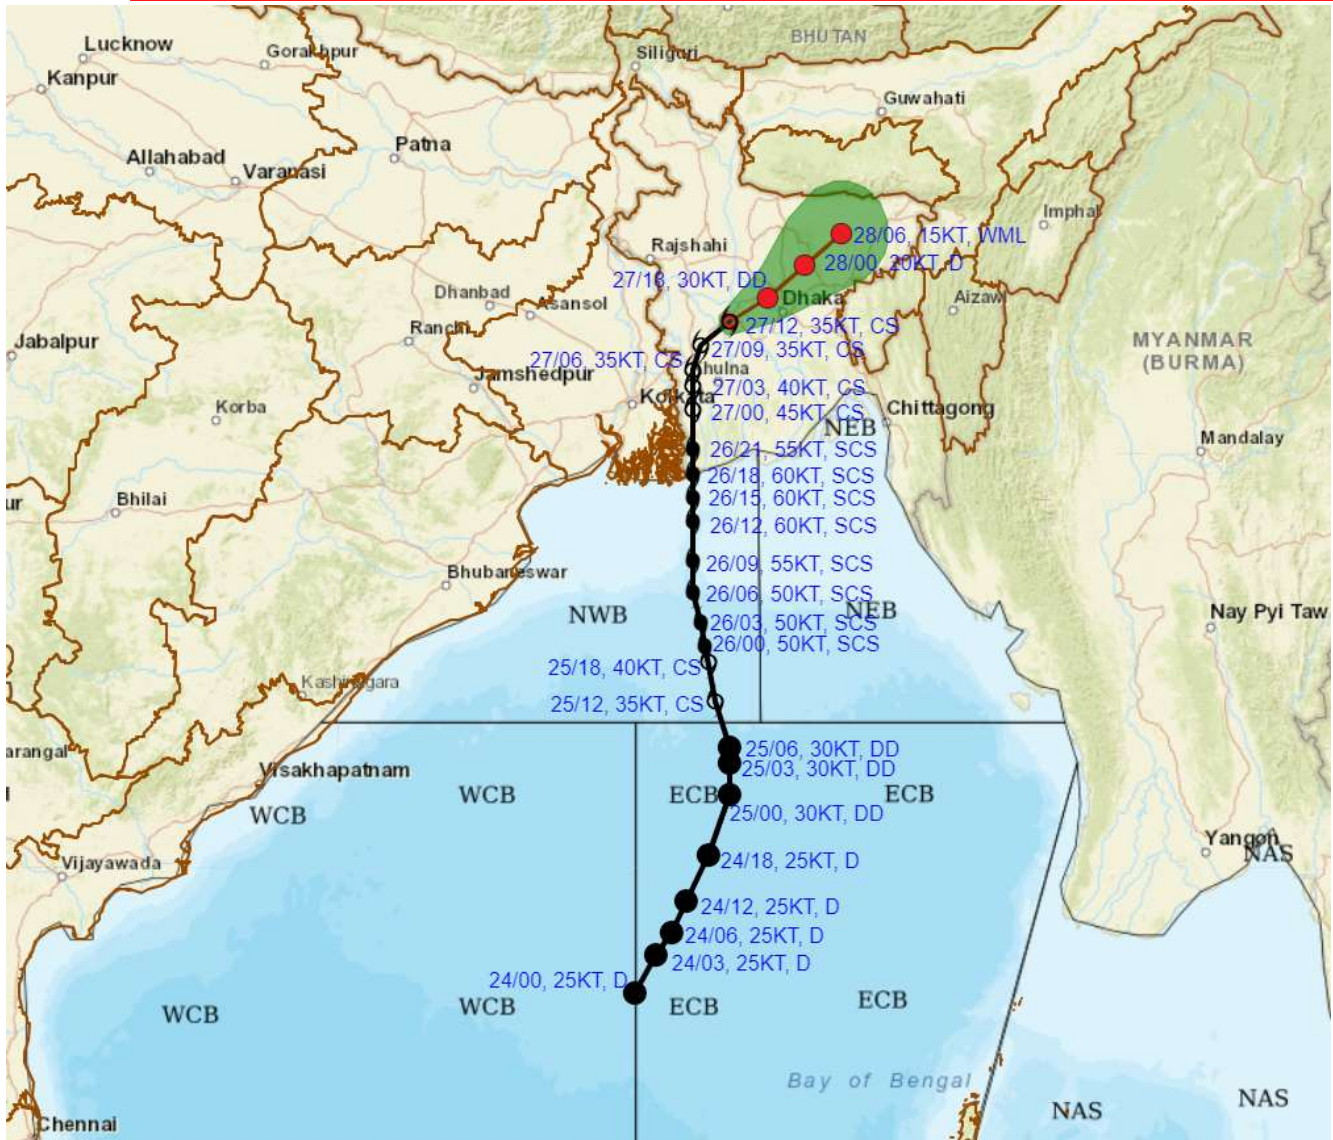 BHUTAN
Lucknow
Gorakhpur
Siliguri
Kanpur
Guwahati
Patna
Allahabad
Varanasi
Imphal
Rajshahi
28/06, 15KT, WML
28/00, 20KT, D
27/18, 30KT, DD
Dhanbad
Asansol
Dhaka
Aizawl
Ranchi
27/12, 35KT, CS
Jabalpur
MYANMAR
(BURMA)
27/09, 35KT, CS
27/06, 35KT, CS
Jamshedpur
hulna
27/03, 40KT, CS
Kolkata
Korba
27/00, 45KT, CS
Chittagong
NEB
Mandalay
26/21, 55KT, SCS
26/18, 60KT, SCS
ur
Bhilai
26/15, 60KT, SCS
26/12, 60KT, SCS
26/09, 55KT, SCS
Bhubaneswar
26/06, 50KT, SCS
NWB
NEB
Nay Pyi Taw
26/03, 50KT, SCS
26/00, 50KT, SCS
25/18, 40KT, CS
Kashinagara
25/12, 35KT, CS
arangal
25/06, 30KT, DD
Visakhapatnam
25/03, 30KT, DD
WCB
WCB
ECB
ECB
25/00, 30KT, DD
Yangon
NAS
Vijayawada
24/18, 25KT, D
24/12, 25KT, D
24/06, 25KT, D
24/03, 25KT, D
24/00, 25KT, D
WCB
WCB
ECB
ECB
Bay of Bengal
NAS
NAS
Chennai